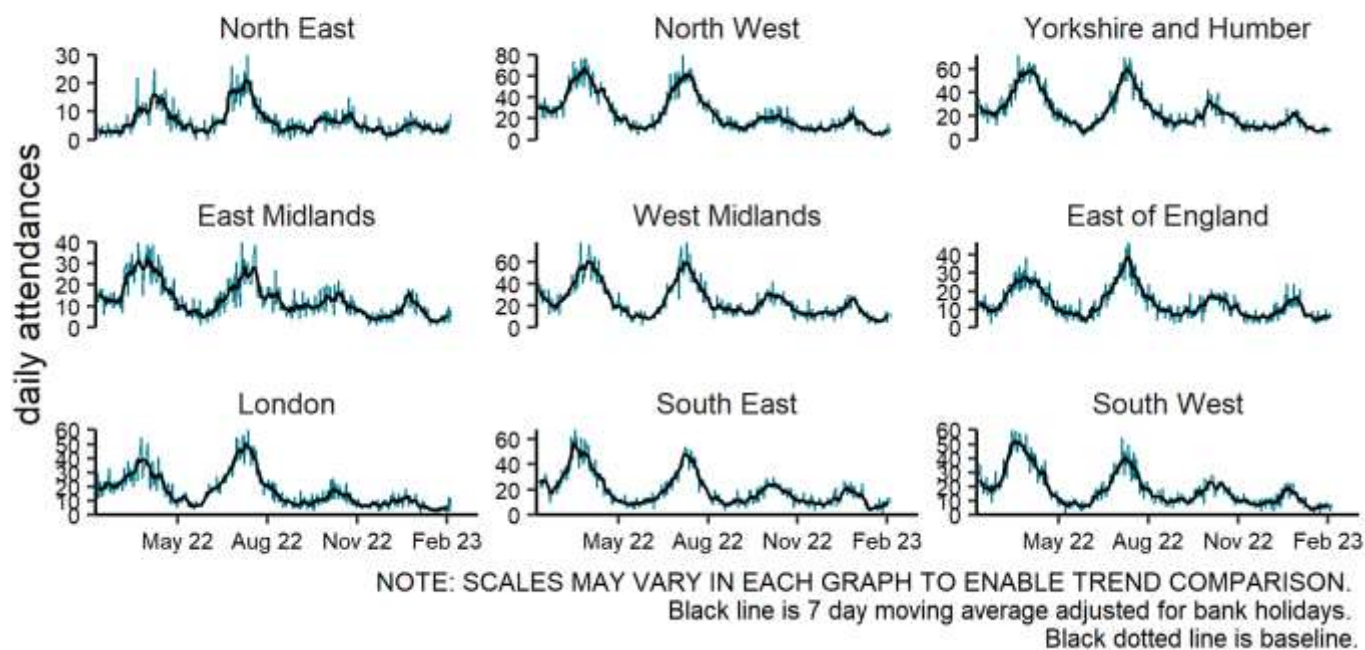 North East North West Yorkshire and Humber
30 80 60
20 60 40
10 40 20
0 20 0
0
daily attendances
East Midlands West Midlands East of England
40 60 40
30 40 30
20 20 20
10 0 10
0 0
London South East South West
60 60 60
50 40 50
40 20 40
30 0 30
20 20
10 10
0 0
May 22 Aug 22 Nov 22 Feb 23 May 22 Aug 22 Nov 22 Feb 23 May 22 Aug 22 Nov 22 Feb 23
NOTE: SCALES MAY VARY IN EACH GRAPH TO ENABLE TREND COMPARISON.
Black line is 7 day moving average adjusted for bank holidays.
Black dotted line is baseline.